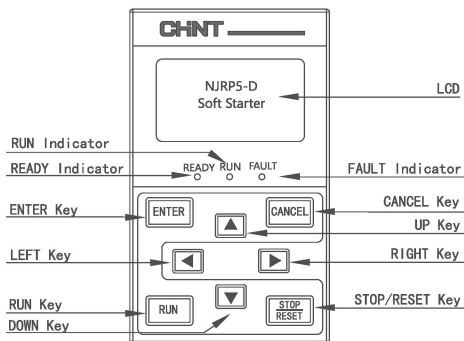 CHNT
NJRP5-D
Soft Starter
LCD
RUN Indicator
READY Indicator
READY RUN FAULT
FAULT Indicator
ENTER Key
ENTER
CANCEL
CANCEL Key
UP Key
LEFT Key
RIGHT Key
RUN Key
RUN
STOP
RESET
STOP/RESET Key
DOWN Key